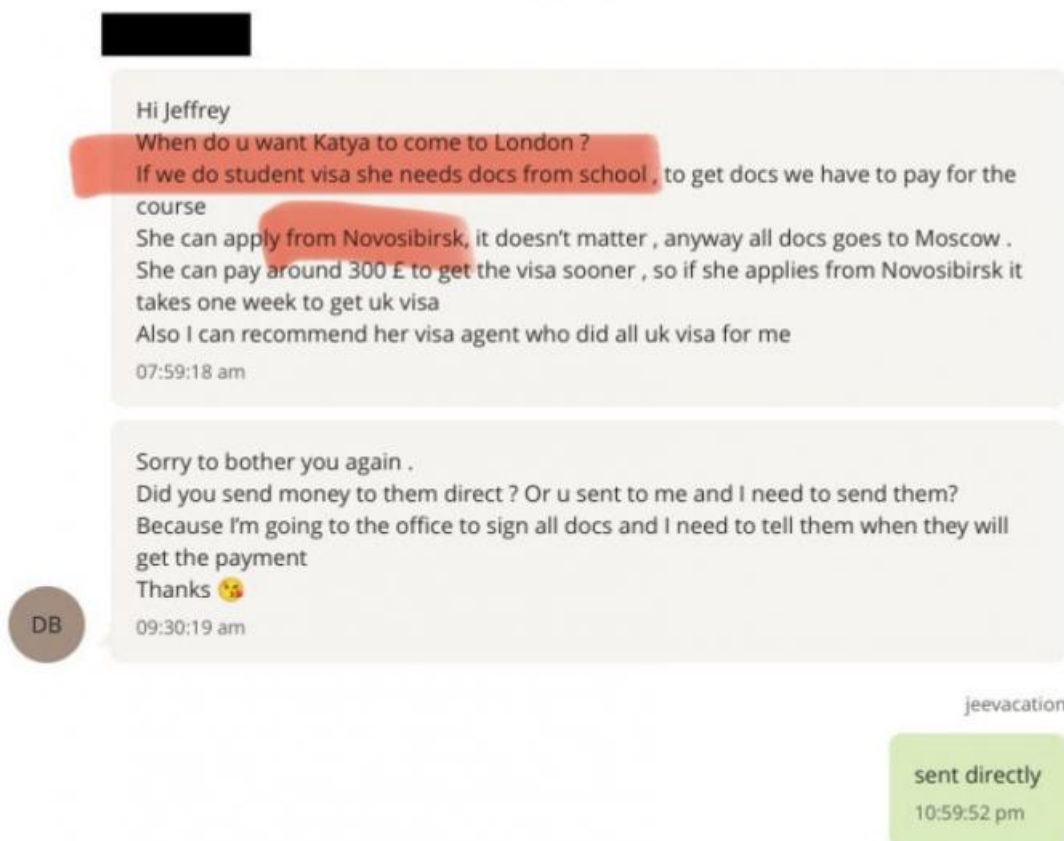 Hi Jeffrey
When do u want Katya to come to London ?
If we do student visa she needs docs from school , to get docs we have to pay for the
course
She can apply from Novosibirsk, it doesn't matter , anyway all docs goes to Moscow .
She can pay around 300 £ to get the visa sooner , so if she applies from Novosibirsk it
takes one week to get uk visa
Also I can recommend her visa agent who did all uk visa for me
07:59:18 am
Sorry to bother you again .
Did you send money to them direct ? Or u sent to me and I need to send them?
Because I'm going to the office to sign all docs and I need to tell them when they will
get the payment
Thanks 😘
DB
09:30:19 am
jeevacation
sent directly
10:59:52 pm